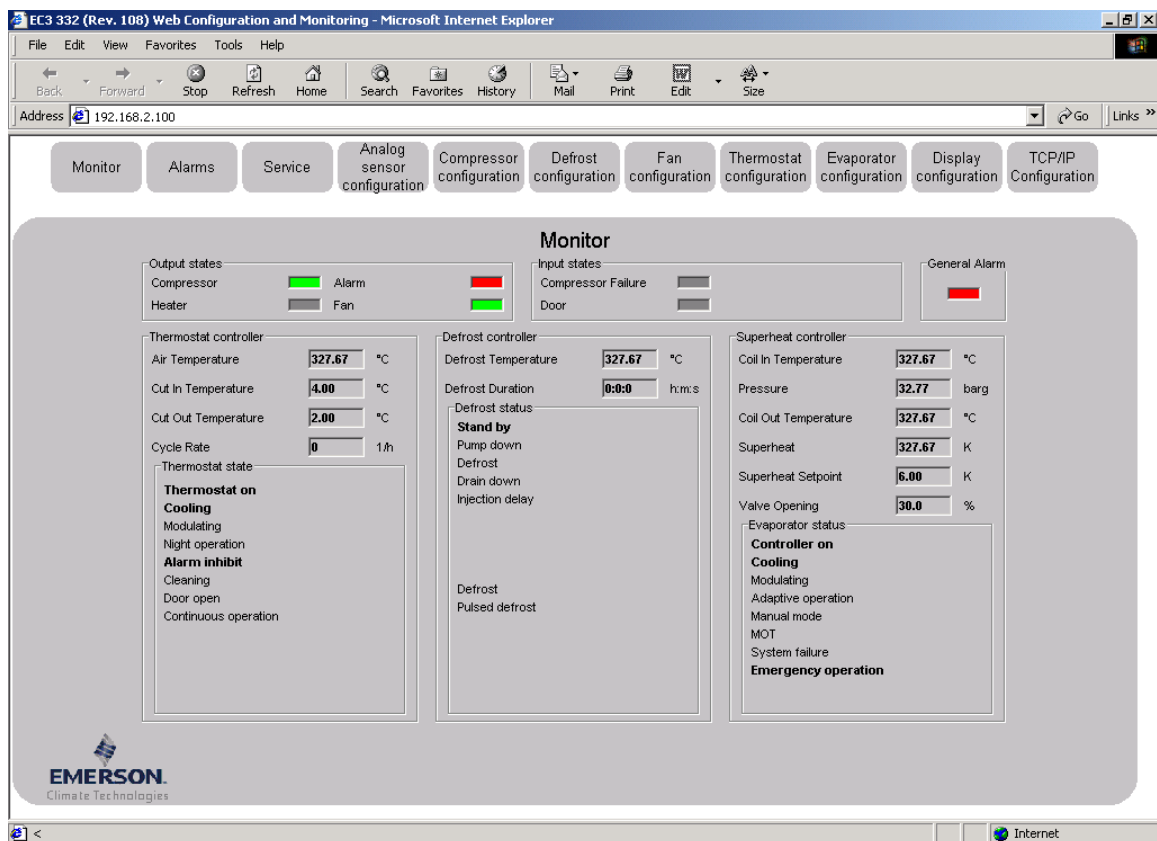 EC3 332 (Rev. 108) Web Configuration and Monitoring - Microsoft Internet Explorer
File Edit View Favorites Tools Help
Back Forward Stop Refresh Home Search Favorites History Mail Print Edit Size
Address 192.168.2.100 Go Links »
Monitor
Alarms
Service
Analog
sensor
configuration
Compressor
configuration
Defrost
configuration
Fan
configuration
Thermostat
configuration
Evaporator
configuration
Display
configuration
TCP/IP
Configuration
Monitor
Output states
Compressor Alarm
Heater Fan
Input states
Compressor Failure
Door
General Alarm
Thermostat controller
Air Temperature 327.67 °C
Cut In Temperature 4.00 °C
Cut Out Temperature 2.00 °C
Cycle Rate 0 1/h
Thermostat state
Thermostat on
Cooling
Modulating
Night operation
Alarm inhibit
Cleaning
Door open
Continuous operation
Defrost controller
Defrost Temperature 327.67 °C
Defrost Duration 0:0:0 h:m:s
Defrost status
Stand by
Pump down
Defrost
Drain down
Injection delay
Defrost
Pulsed defrost
Superheat controller
Coil In Temperature 327.67 °C
Pressure 32.77 barg
Coil Out Temperature 327.67 °C
Superheat 327.67 K
Superheat Setpoint 6.00 K
Valve Opening 30.0 %
Evaporator status
Controller on
Cooling
Modulating
Adaptive operation
Manual mode
MOT
System failure
Emergency operation
EMERSON.
Climate Technologies
< Internet